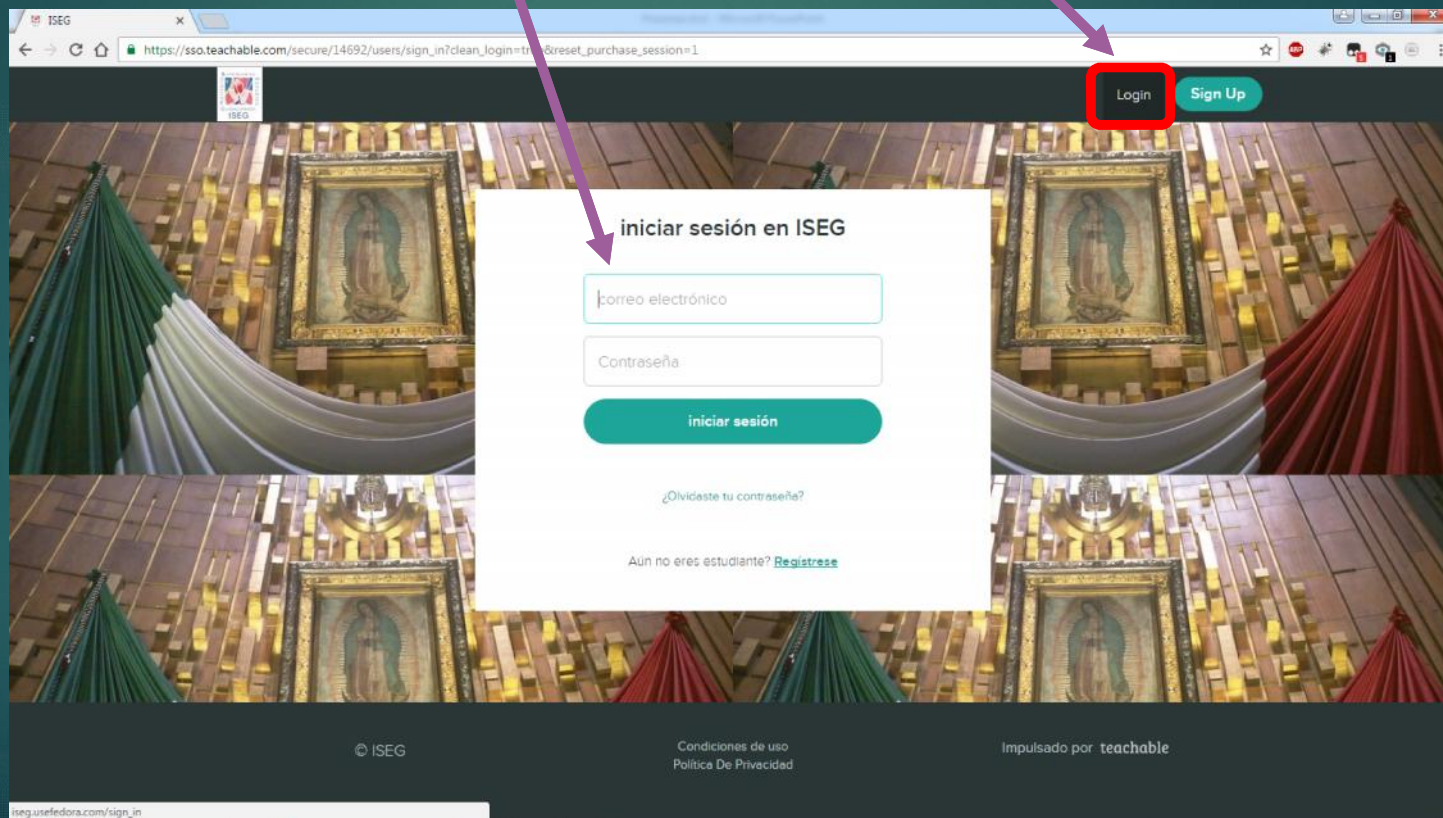 ISEG
https://sso.teachable.com/secure/14692/users/sign_in?clean_login=tr &reset_purchase_session=1
ISEG
Login
Sign Up
iniciar sesión en ISEG
correo electrónico
Contraseña
iniciar sesión
¿Olvidaste tu contraseña?
Aún no eres estudiante? Regístrese
© ISEG
Condiciones de uso
Política De Privacidad
Impulsado por teachable
iseg.usefedora.com/sign_in